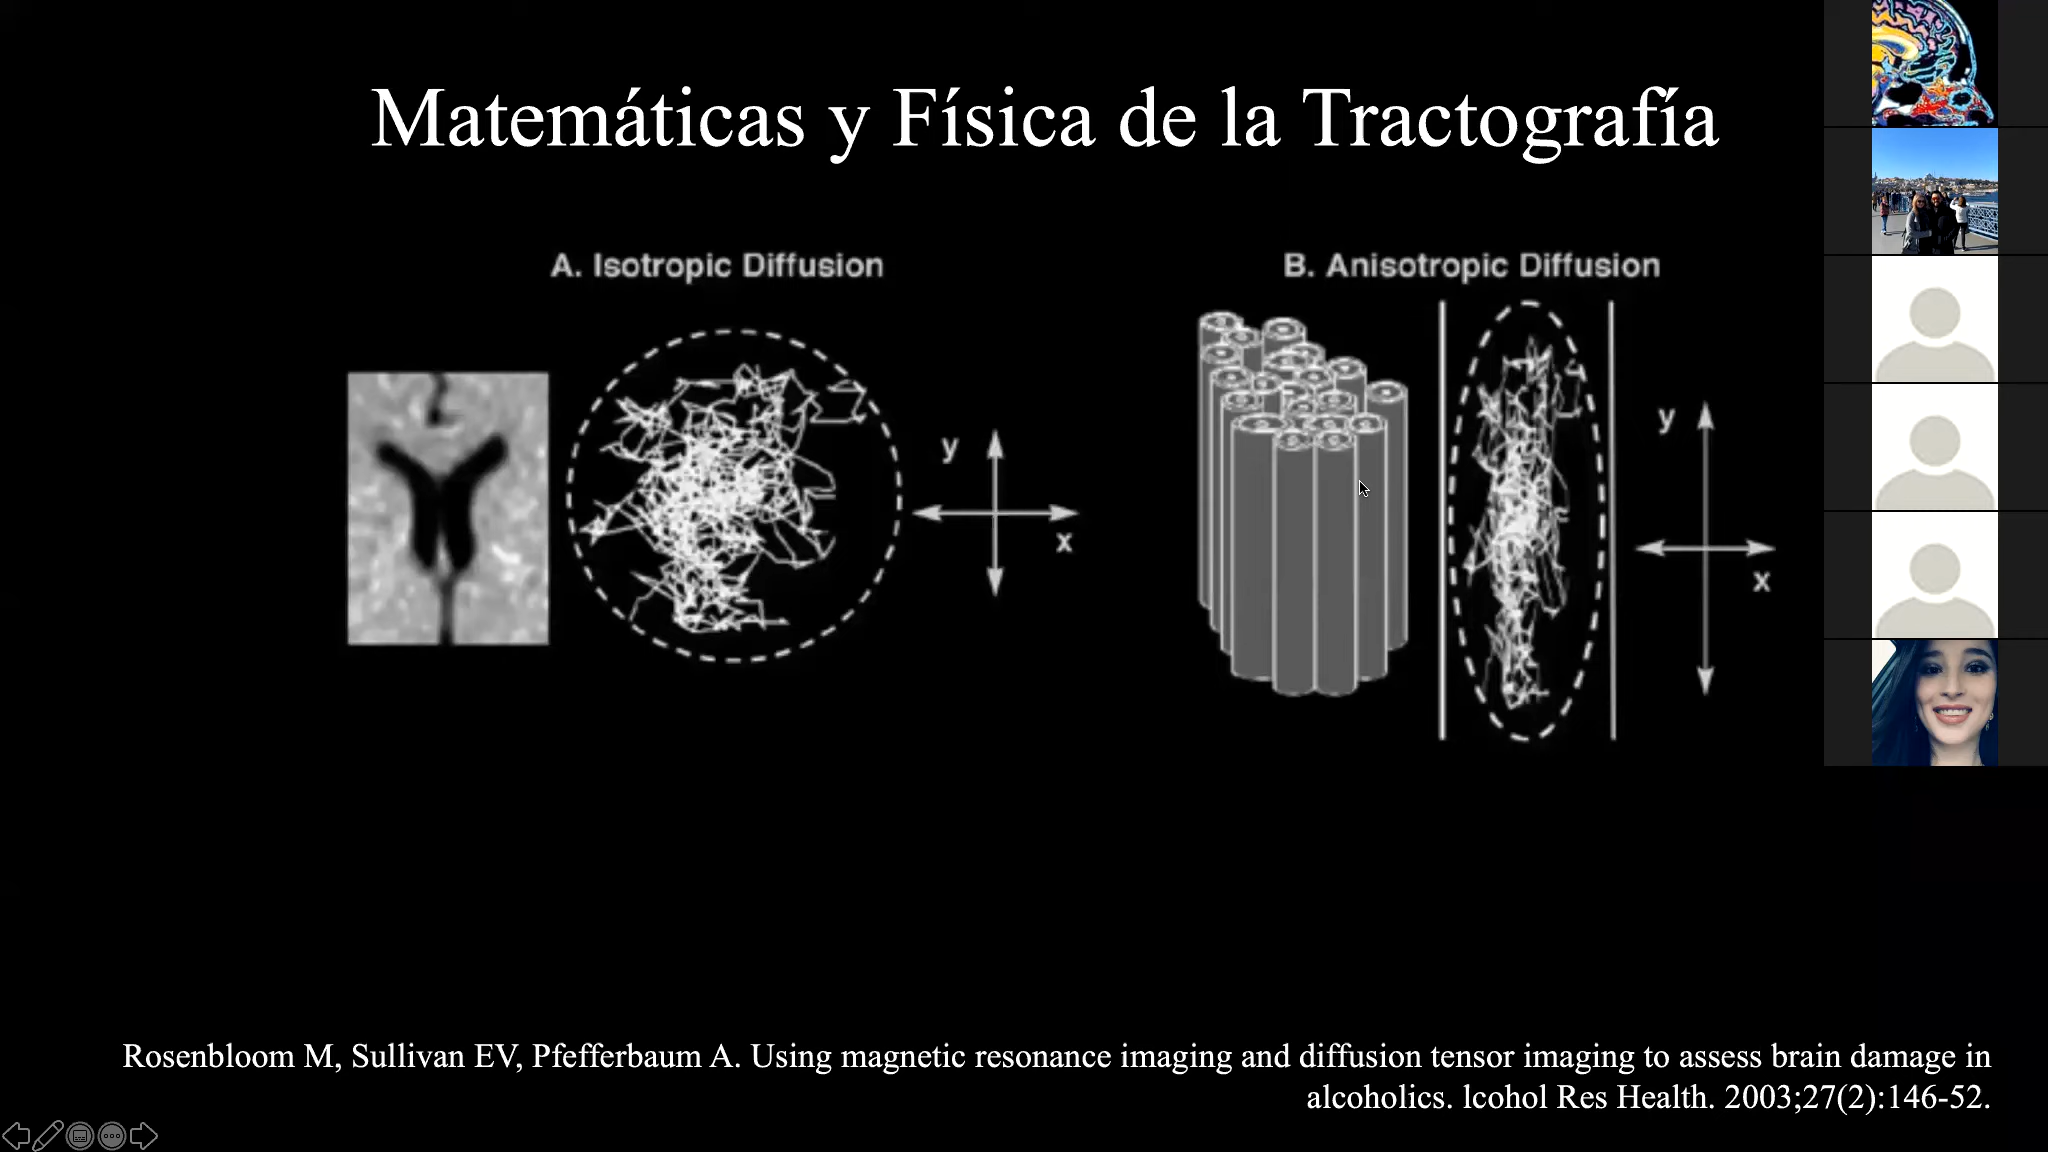 Matemáticas y Física de la Tractografía
A. Isotropic Diffusion
B. Anisotropic Diffusion
y
x
y
x
Rosenbloom M, Sullivan EV, Pfefferbaum A. Using magnetic resonance imaging and diffusion tensor imaging to assess brain damage in
alcoholics. lcohol Res Health. 2003;27(2):146-52.